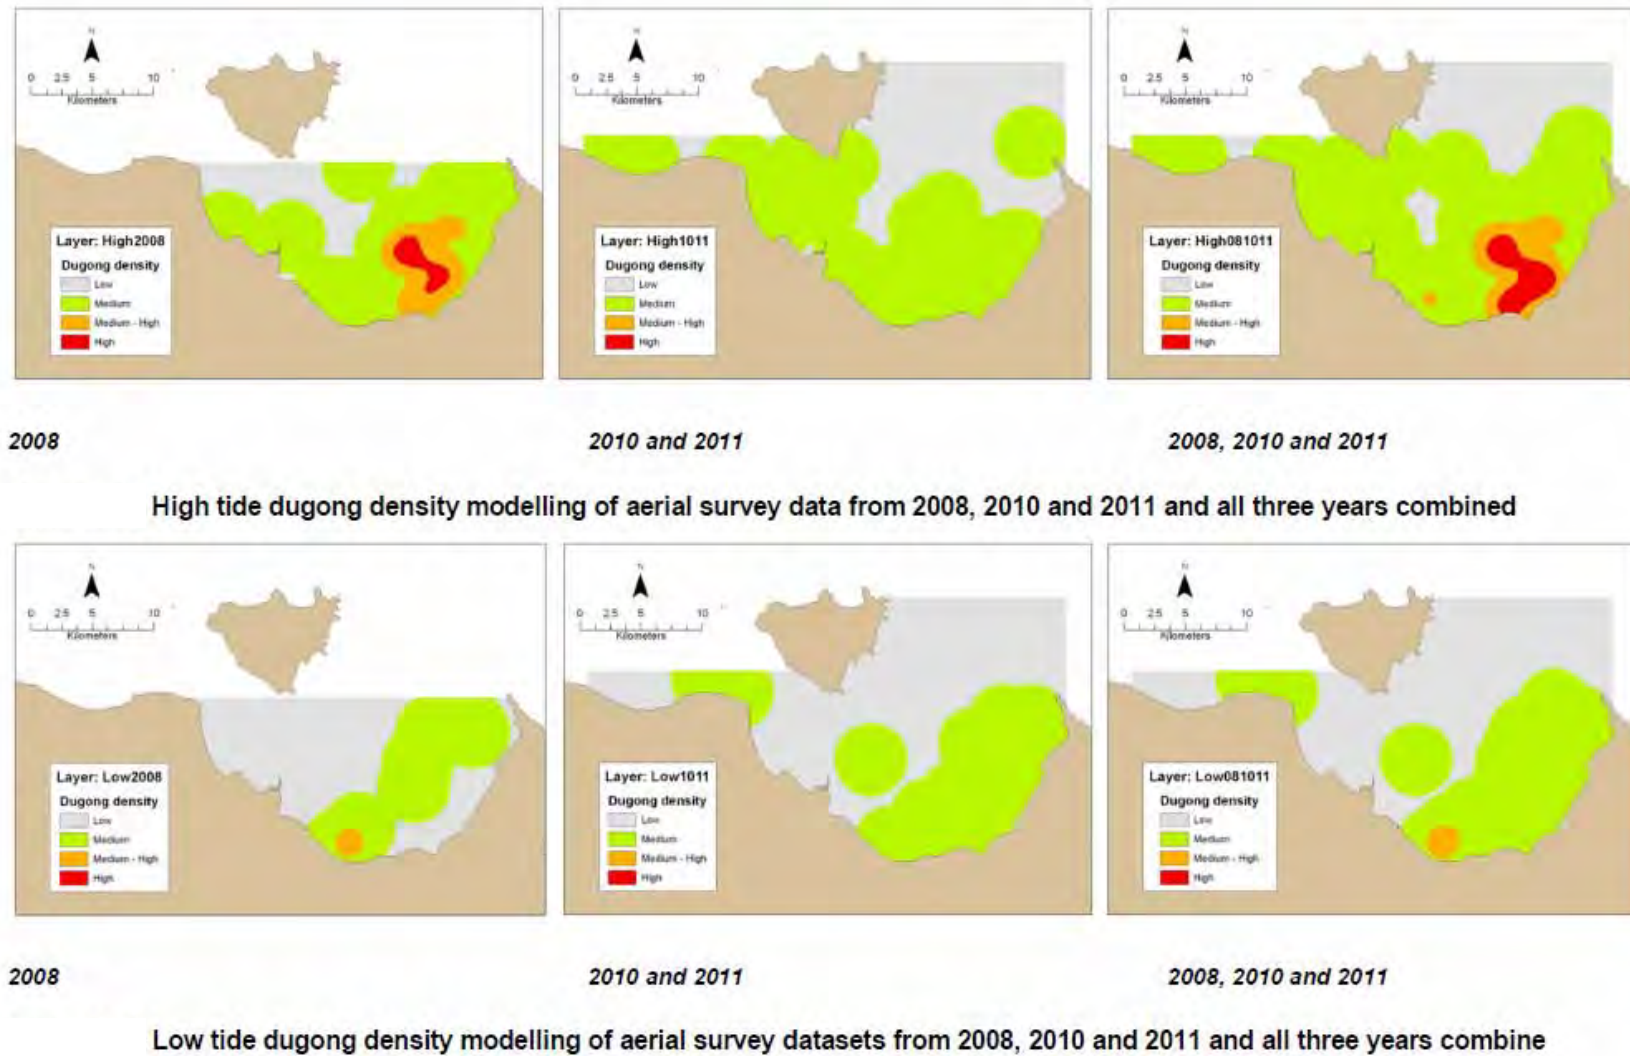 N
0 2.5 5 10
Kilometers
Layer: High2008
Dugong density
Low
Medium
Medium - High
High
N
0 2.5 5 10
Kilometers
Layer: High1011
Dugong density
Low
Medium
Medium - High
High
N
0 2.5 5 10
Kilometers
Layer: High081011
Dugong density
Low
Medium
Medium - High
High
2008
2010 and 2011
2008, 2010 and 2011
High tide dugong density modelling of aerial survey data from 2008, 2010 and 2011 and all three years combined
N
0 2.5 5 10
Kilometers
Layer: Low2008
Dugong density
Low
Medium
Medium - High
High
N
0 2.5 5 10
Kilometers
Layer: Low1011
Dugong density
Low
Medium
Medium - High
High
N
0 2.5 5 10
Kilometers
Layer: Low081011
Dugong density
Low
Medium
Medium - High
High
2008
2010 and 2011
2008, 2010 and 2011
Low tide dugong density modelling of aerial survey datasets from 2008, 2010 and 2011 and all three years combine